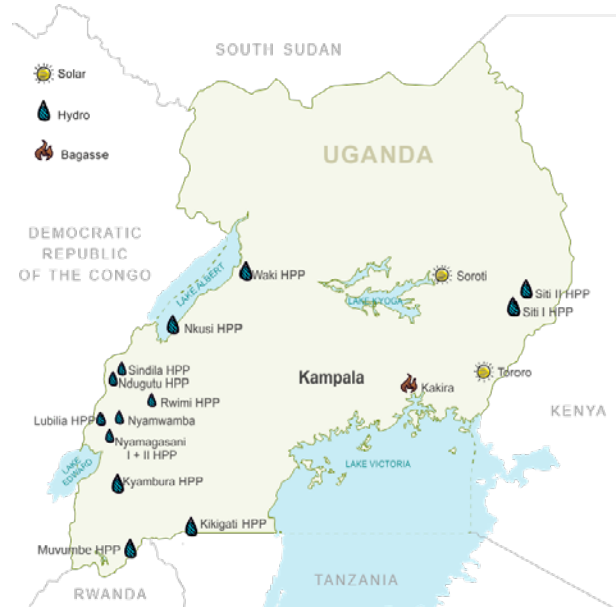 SOUTH SUDAN
Solar
Hydro
Bagasse
UGANDA
DEMOCRATIC
REPUBLIC
OF THE CONGO
LAKE ALBERT
Waki HPP
Soroti
LAKE KYOGA
Siti II HPP
Siti I HPP
Nkusi HPP
Sindila HPP
Ndugutu HPP
Kampala
Tororo
Kakira
Rwimi HPP
Lubilia HPP
Nyamwamba
KENYA
Nyamagasani
I + II HPP
LAKE
EDWARD
LAKE VICTORIA
Kyambura HPP
Kikigati HPP
Muvumbe HPP
RWANDA
TANZANIA